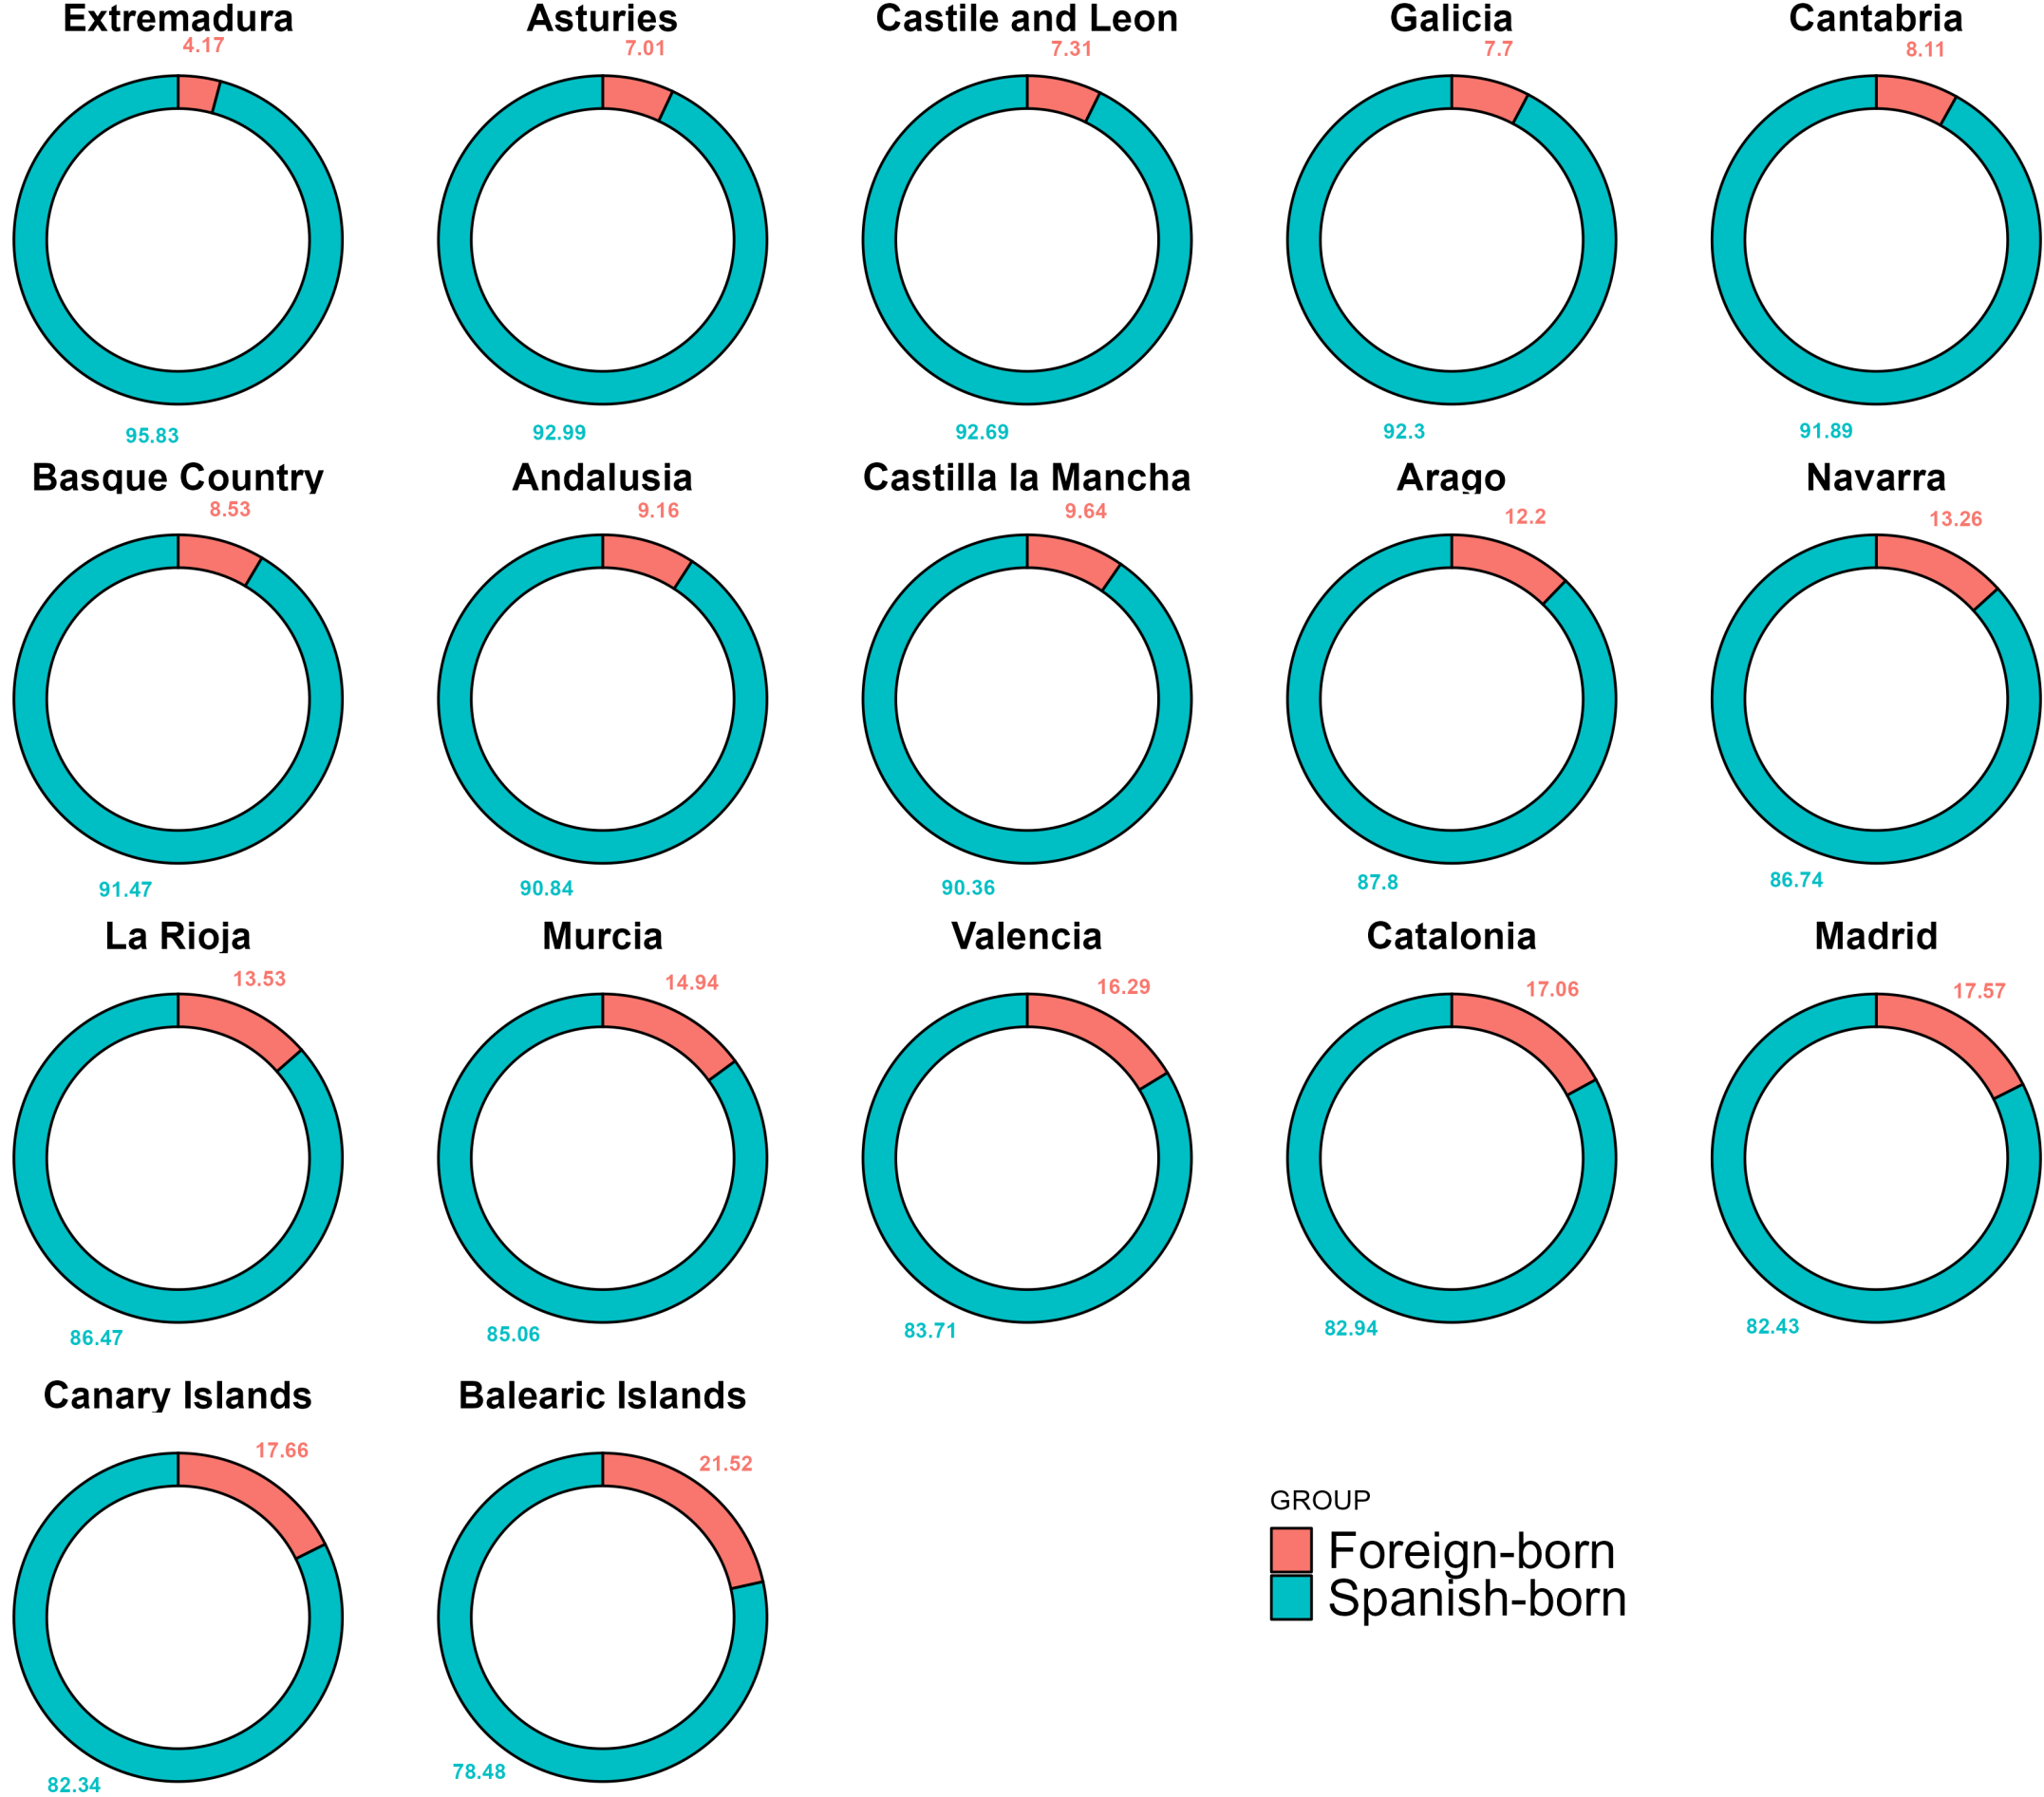 Extremadura
4.17
95.83
Asturies
7.01
92.99
Castile and Leon
7.31
92.69
Galicia
7.7
92.3
Cantabria
8.11
91.89
Basque Country
8.53
91.47
Andalusia
9.16
90.84
Castilla la Mancha
9.64
90.36
Arago
12.2
87.8
Navarra
13.26
86.74
La Rioja
13.53
86.47
Murcia
14.94
85.06
Valencia
16.29
83.71
Catalonia
17.06
82.94
Madrid
17.57
82.43
Canary Islands
17.66
82.34
Balearic Islands
21.52
78.48
GROUP
Foreign-born
Spanish-born